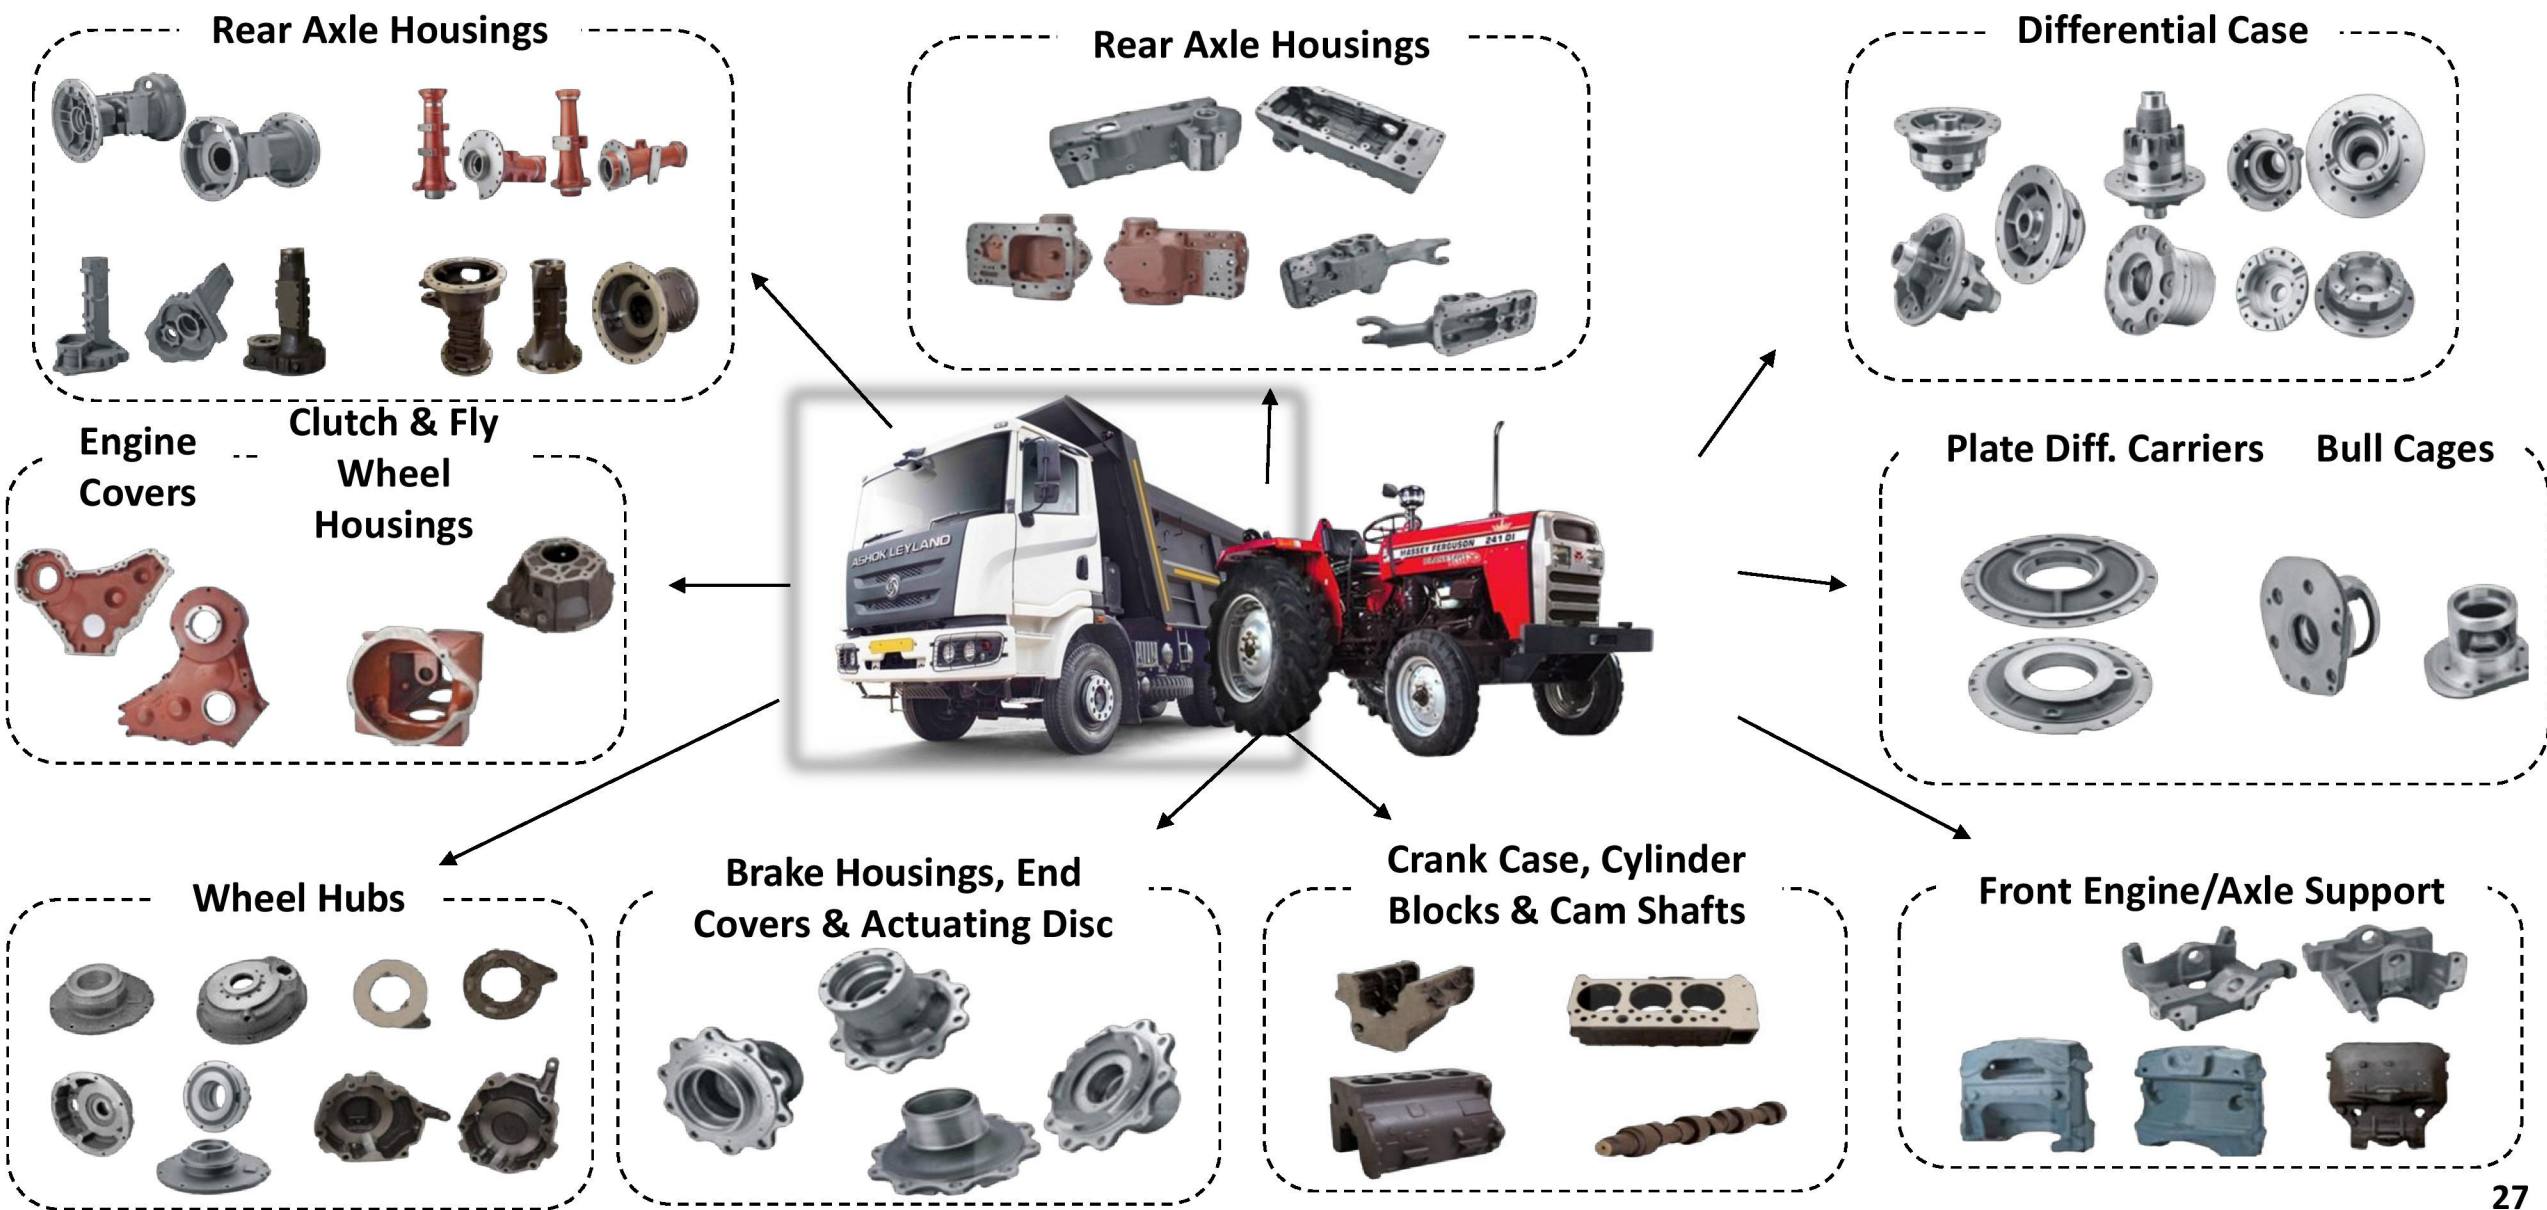 Rear Axle Housings
Rear Axle Housings
Differential Case
Engine
Covers
Clutch & Fly
Wheel
Housings
Plate Diff. Carriers
Bull Cages
ASHOK LEYLAND
MASSEY FERGUSON 241 DI
Wheel Hubs
Brake Housings, End
Covers & Actuating Disc
Crank Case, Cylinder
Blocks & Cam Shafts
Front Engine/Axle Support
27